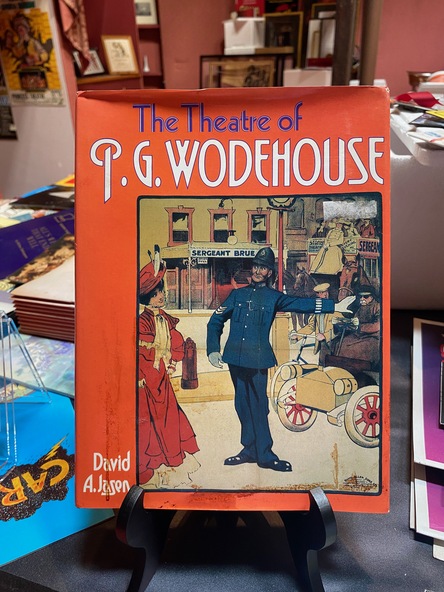 The Theatre of
P. G. WODEHOUSE
SERGEANT BRUE
David
A. Jasen
CAR